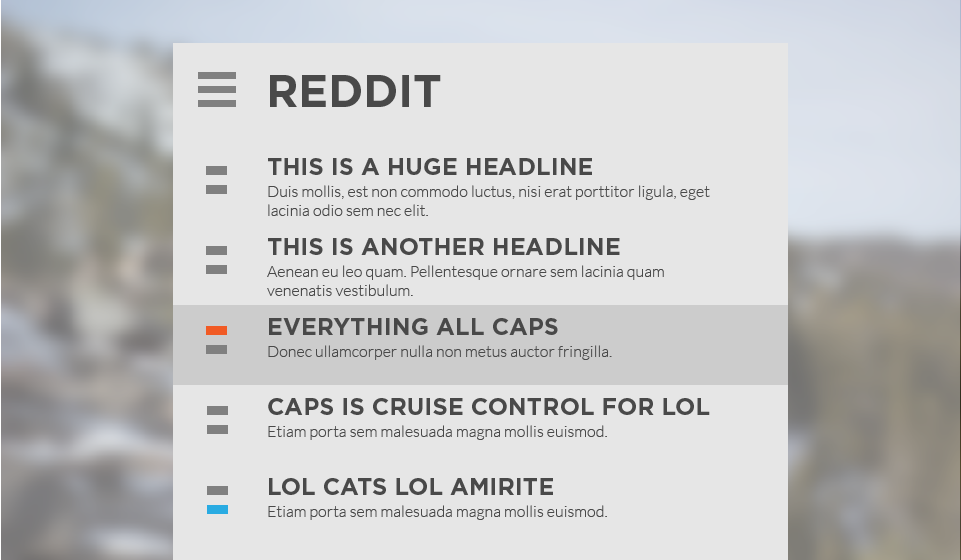 REDDIT
THIS IS A HUGE HEADLINE
Duis mollis, est non commodo luctus, nisi erat porttitor ligula, eget
lacinia odio sem nec elit.
THIS IS ANOTHER HEADLINE
Aenean eu leo quam. Pellentesque ornare sem lacinia quam
venenatis vestibulum.
EVERYTHING ALL CAPS
Donec ullamcorper nulla non metus auctor fringilla.
CAPS IS CRUISE CONTROL FOR LOL
Etiam porta sem malesuada magna mollis euismod.
LOL CATS LOL AMIRITE
Etiam porta sem malesuada magna mollis euismod.